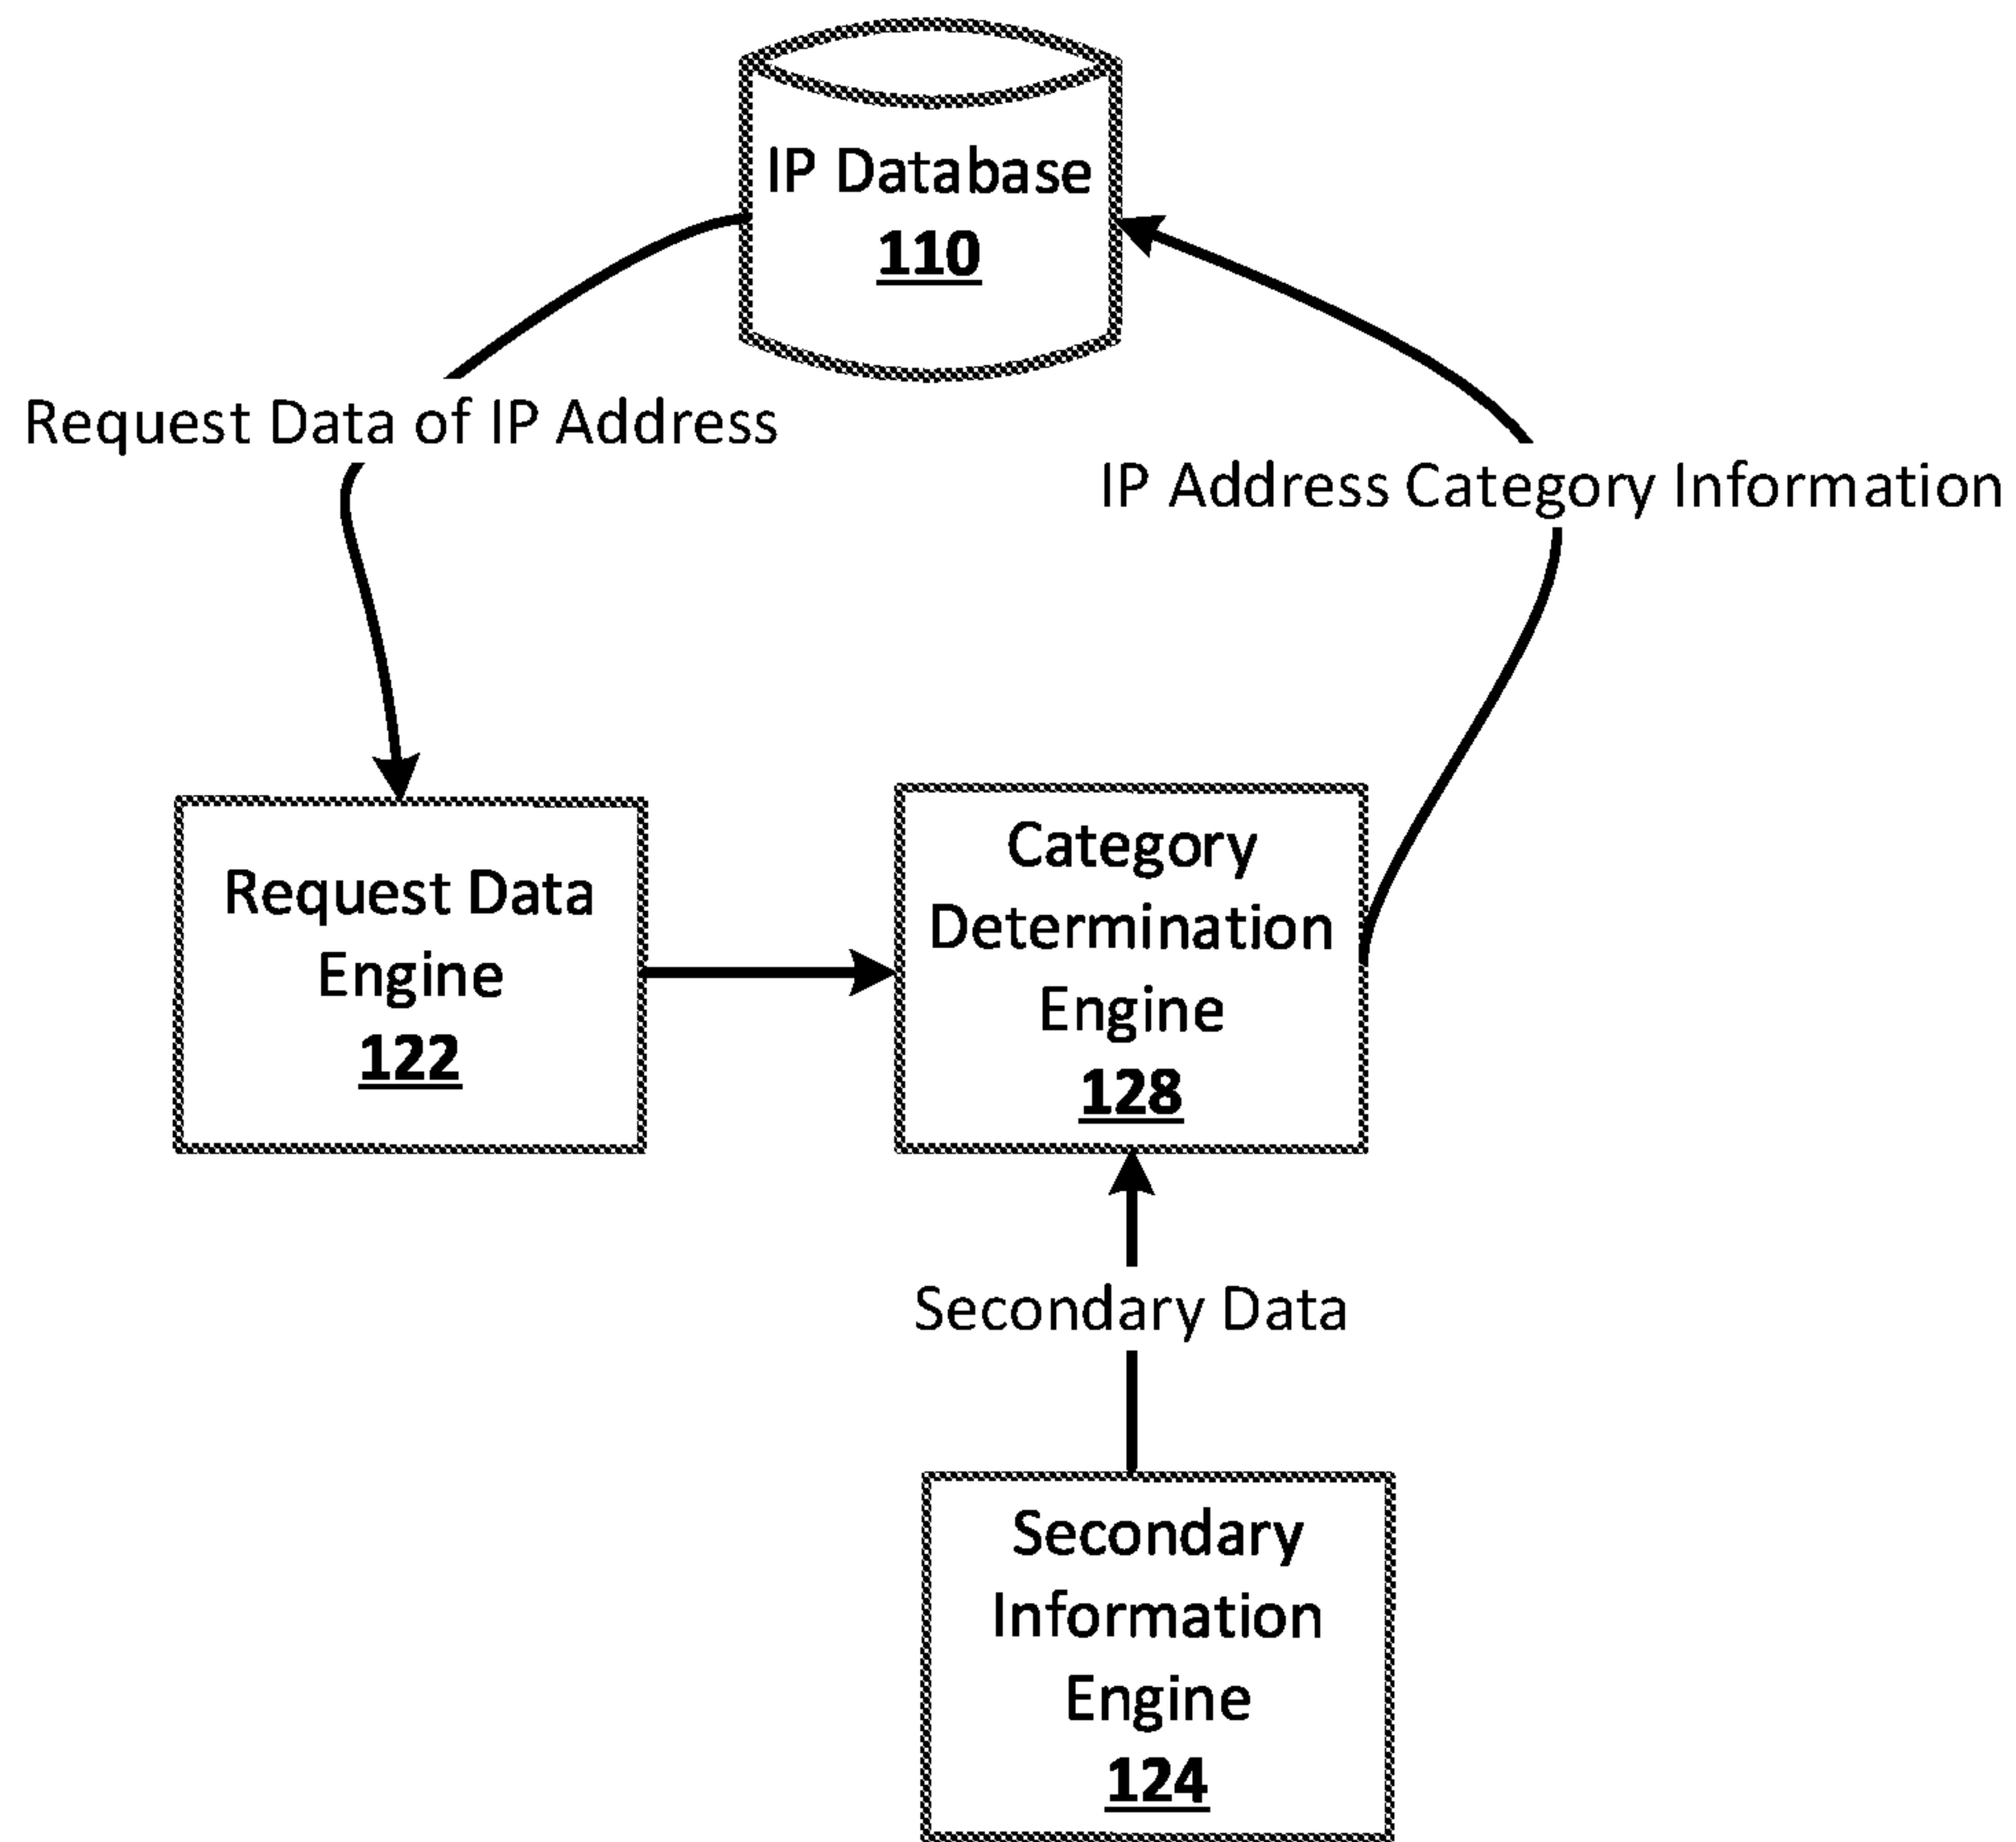 IP Database
110
Request Data of IP Address
IP Address Category Information
Request Data
Engine
122
Category
Determination
Engine
128
Secondary Data
Secondary
Information
Engine
124